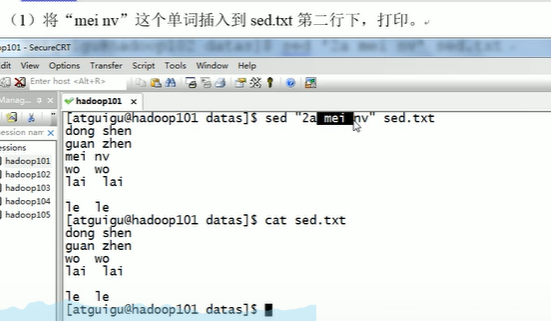 （1）将“mei nv”这个单词插入到 sed.txt 第二行下，打印。
op101 - SecureCRT
dit View Options Transfer Script Tools Window Help
Enter host <Alt+R>
Manag...
hadoop101
ession name
essions
hadoop101
hadoop102
hadoop103
hadoop104
hadoop105
[atguigu@hadoop101 datas]$ sed "2a mei nv" sed.txt
dong shen
guan zhen
mei nv
wo  wo
lai  lai
le  le
[atguigu@hadoop101 datas]$ cat sed.txt
dong shen
guan zhen
wo  wo
lai  lai
le  le
[atguigu@hadoop101 datas]$